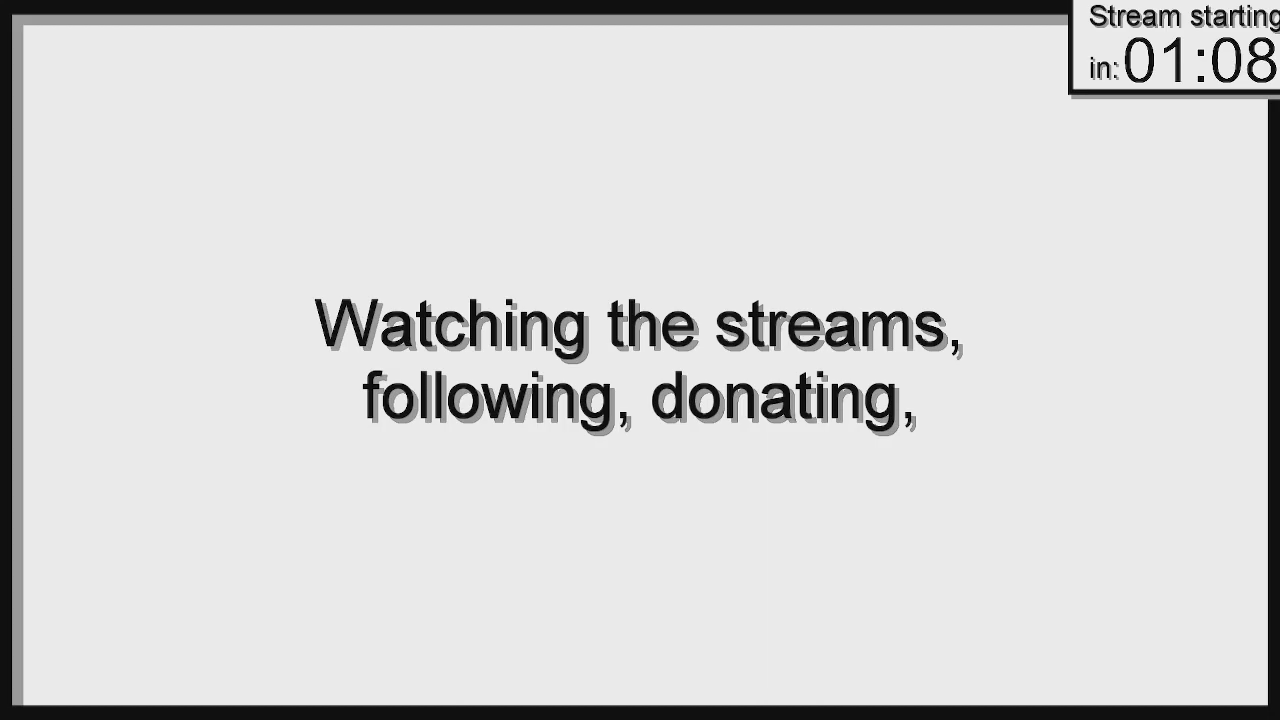 Stream starting
in: 01:08
Watching the streams,
following, donating,